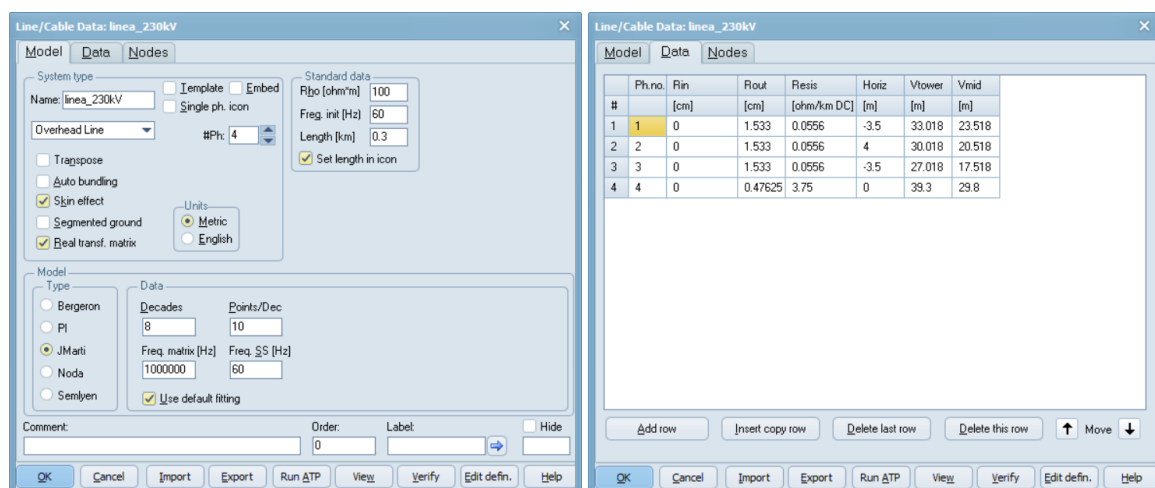 Line/Cable Data: linea_230kV
Model Data Nodes
System type
Name: linea_230kV
Template Embed
Single ph. icon
Overhead Line
#Ph: 4
Transpose
Auto bundling
Skin effect
Segmented ground
Real transf. matrix
Units
Metric
English
Standard data
Rho [ohm*m] 100
Freq. init [Hz] 60
Length [km] 0.3
Set length in icon
Model
Type
Bergeron
PI
JMarti
Noda
Semlyen
Data
Decades Points/Dec
8 10
Freq. matrix [Hz] Freq. SS [Hz]
1000000 60
Use default fitting
Comment: Order: Label: Hide
0
OK Cancel Import Export Run ATP View Verify Edit defin. Help
Line/Cable Data: linea_230kV
Model Data Nodes
Ph.no. Rin Rout Resis Horiz Vtower Vmid
# [cm] [cm] [ohm/km DC] [m] [m] [m]
1 1 0 1.533 0.0556 -3.5 33.018 23.518
2 2 0 1.533 0.0556 4 30.018 20.518
3 3 0 1.533 0.0556 -3.5 27.018 17.518
4 4 0 0.47625 3.75 0 39.3 29.8
Add row Insert copy row Delete last row Delete this row Move
OK Cancel Import Export Run ATP View Verify Edit defin. Help